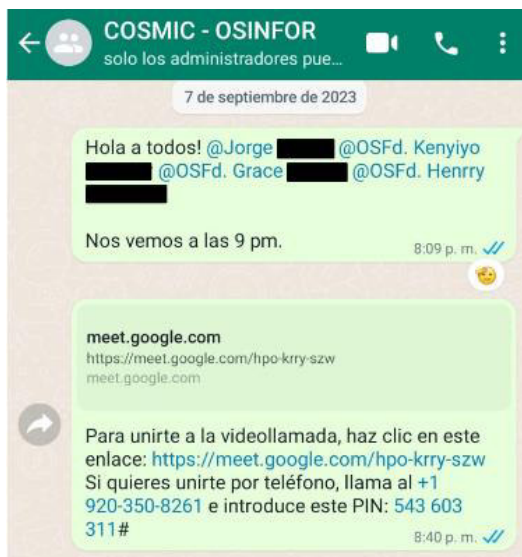 COSMIC - OSINFOR
solo los administradores pue...
7 de septiembre de 2023
Hola a todos! @Jorge @OSFd. Kenyiyo
@OSFd. Grace @OSFd. Henrry
Nos vemos a las 9 pm.
8:09 p. m.
meet.google.com
https://meet.google.com/hpo-krry-szw
meet.google.com
Para unirte a la videollamada, haz clic en este
enlace: https://meet.google.com/hpo-krry-szw
Si quieres unirte por teléfono, llama al +1
920-350-8261 e introduce este PIN: 543 603
311#
8:40 p. m.